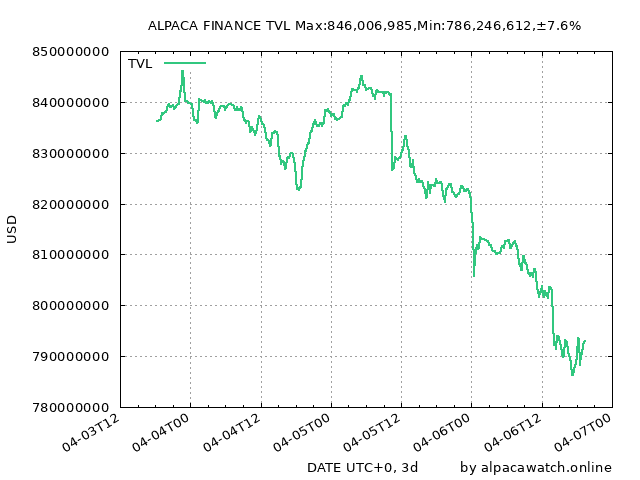 ALPACA FINANCE TVL Max:846,006,985,Min:786,246,612,±7.6%
850000000
TVL
840000000
830000000
820000000
USD
810000000
800000000
790000000
780000000
04-03T12
04-04T00
04-04T12
04-05T00
04-05T12
04-06T00
04-06T12
04-07T00
DATE UTC+0, 3d
by alpacawatch.online